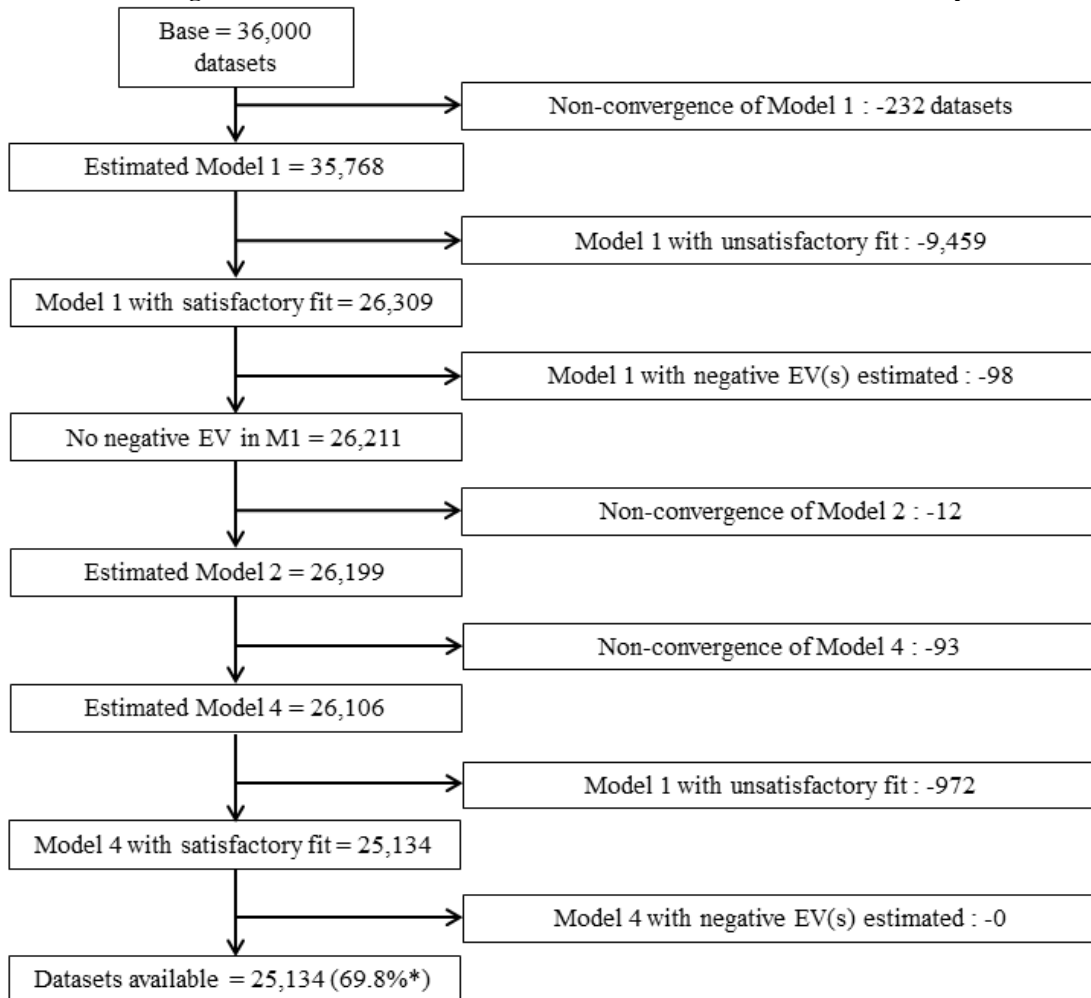 Base = 36,000
datasets
Non-convergence of Model 1 : -232 datasets
Estimated Model 1 = 35,768
Model 1 with unsatisfactory fit : -9,459
Model 1 with satisfactory fit = 26,309
Model 1 with negative EV(s) estimated : -98
No negative EV in M1 = 26,211
Non-convergence of Model 2 : -12
Estimated Model 2 = 26,199
Non-convergence of Model 4 : -93
Estimated Model 4 = 26,106
Model 1 with unsatisfactory fit : -972
Model 4 with satisfactory fit = 25,134
Model 4 with negative EV(s) estimated : -0
Datasets available = 25,134 (69.8%*)